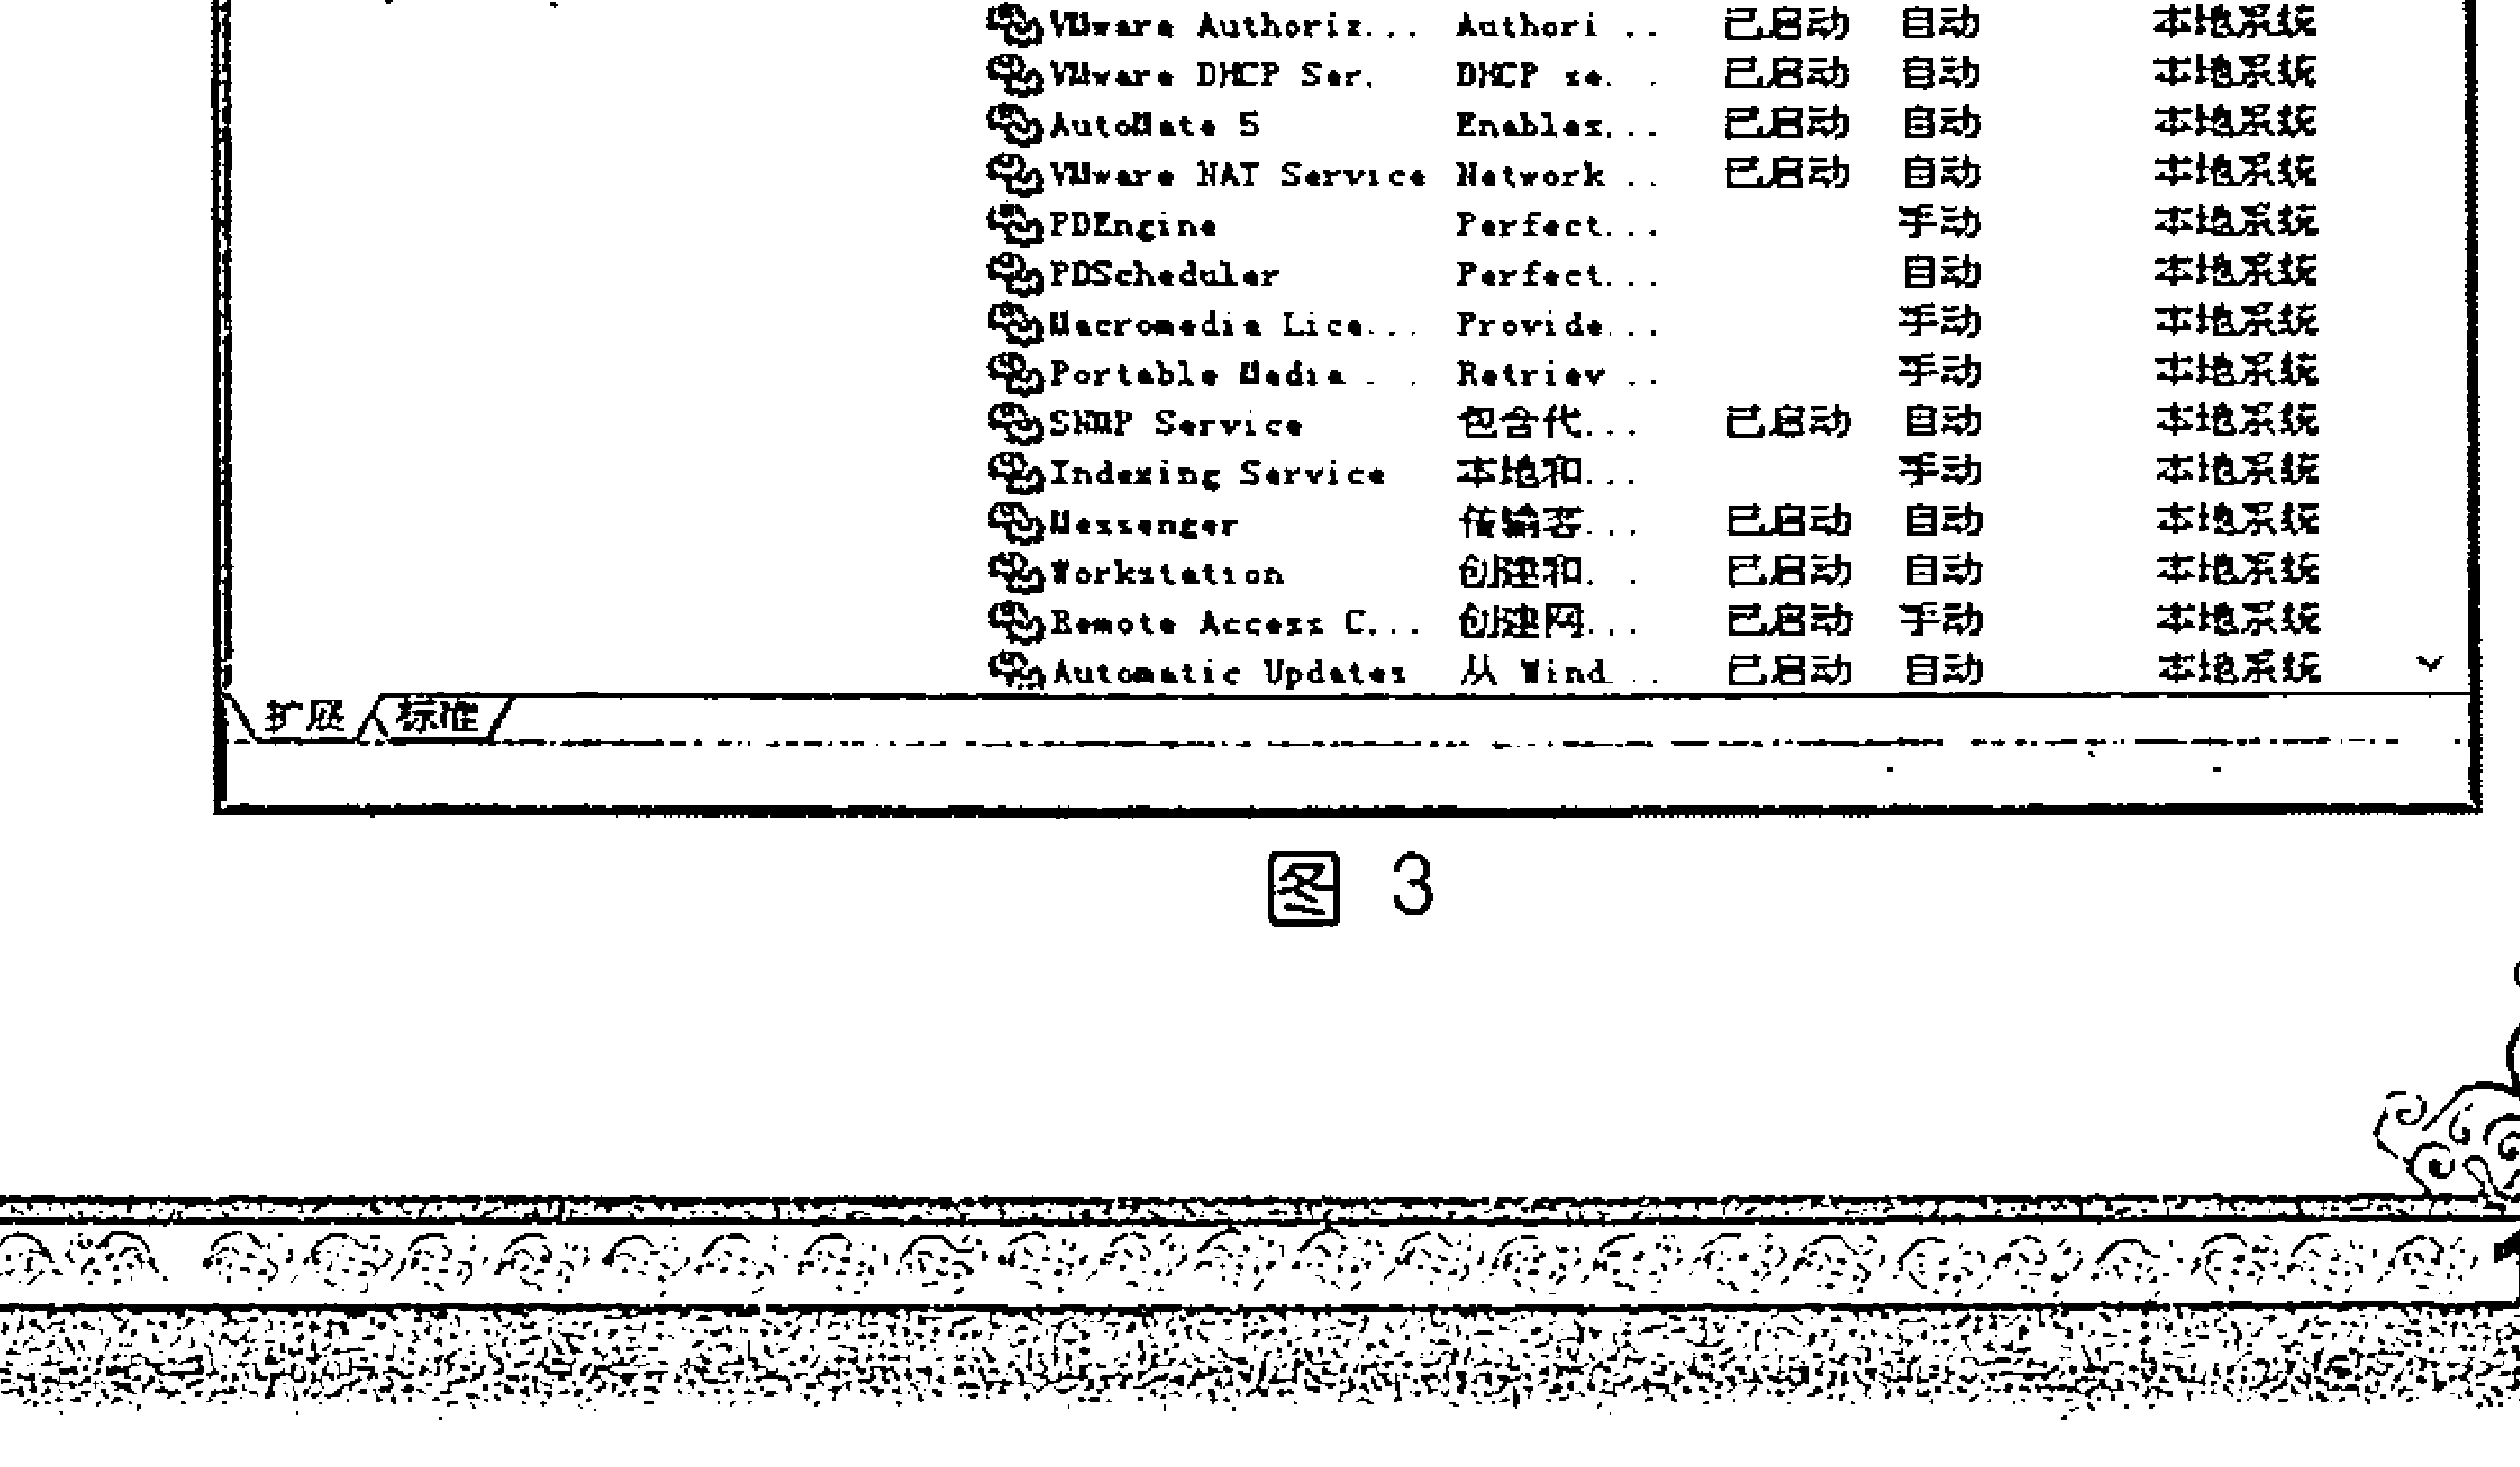 VMware Authoriz... Authori .. 已启动 自动 本地系统
VMware DHCP Ser. DHCP se. . 已启动 自动 本地系统
AutoMate 5 Enables... 已启动 自动 本地系统
VMware NAT Service Network .. 已启动 自动 本地系统
PDEngine Perfect... 手动 本地系统
PDScheduler Perfect... 自动 本地系统
Macromedia Lice... Provide... 手动 本地系统
Portable Media . . Retriev .. 手动 本地系统
SNMP Service 包含代... 已启动 自动 本地系统
Indexing Service 本地和... 手动 本地系统
Messenger 传输客... 已启动 自动 本地系统
Workstation 创建和. . 已启动 自动 本地系统
Remote Access C... 创建网... 已启动 手动 本地系统
Automatic Updates 从 Wind .. 已启动 自动 本地系统
扩展 标准
图 3